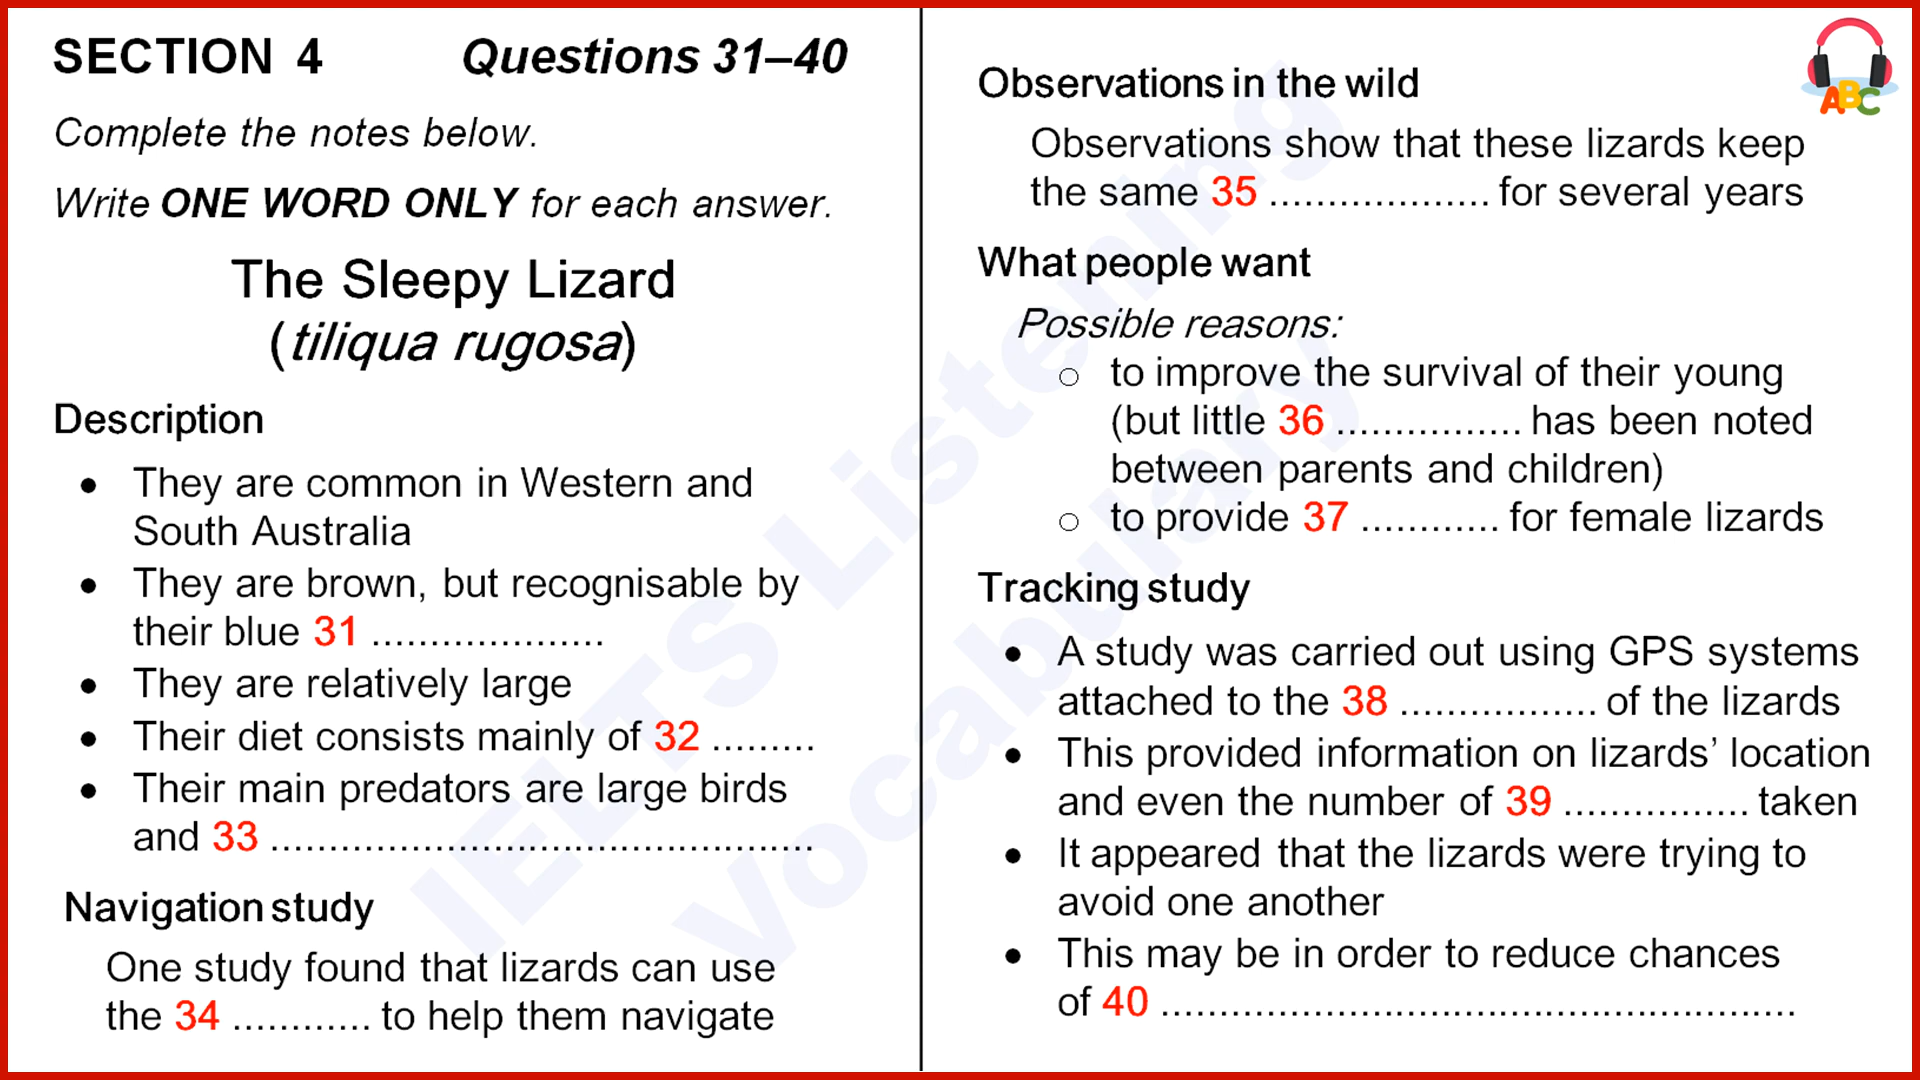 SECTION 4 Questions 31–40
Complete the notes below.
Write ONE WORD ONLY for each answer.
The Sleepy Lizard
(tiliqua rugosa)
Description
• They are common in Western and
South Australia
• They are brown, but recognisable by
their blue 31 ....................
• They are relatively large
• Their diet consists mainly of 32 .........
• Their main predators are large birds
and 33 ...............................................
Navigation study
One study found that lizards can use
the 34 ............ to help them navigate
Observations in the wild
Observations show that these lizards keep
the same 35 ................... for several years
What people want
Possible reasons:
o to improve the survival of their young
(but little 36 ................ has been noted
between parents and children)
o to provide 37 ............ for female lizards
Tracking study
• A study was carried out using GPS systems
attached to the 38 ................. of the lizards
• This provided information on lizards’ location
and even the number of 39 ................ taken
• It appeared that the lizards were trying to
avoid one another
• This may be in order to reduce chances
of 40 ......................................................
ABC
IELTS Listening
Vocabulary